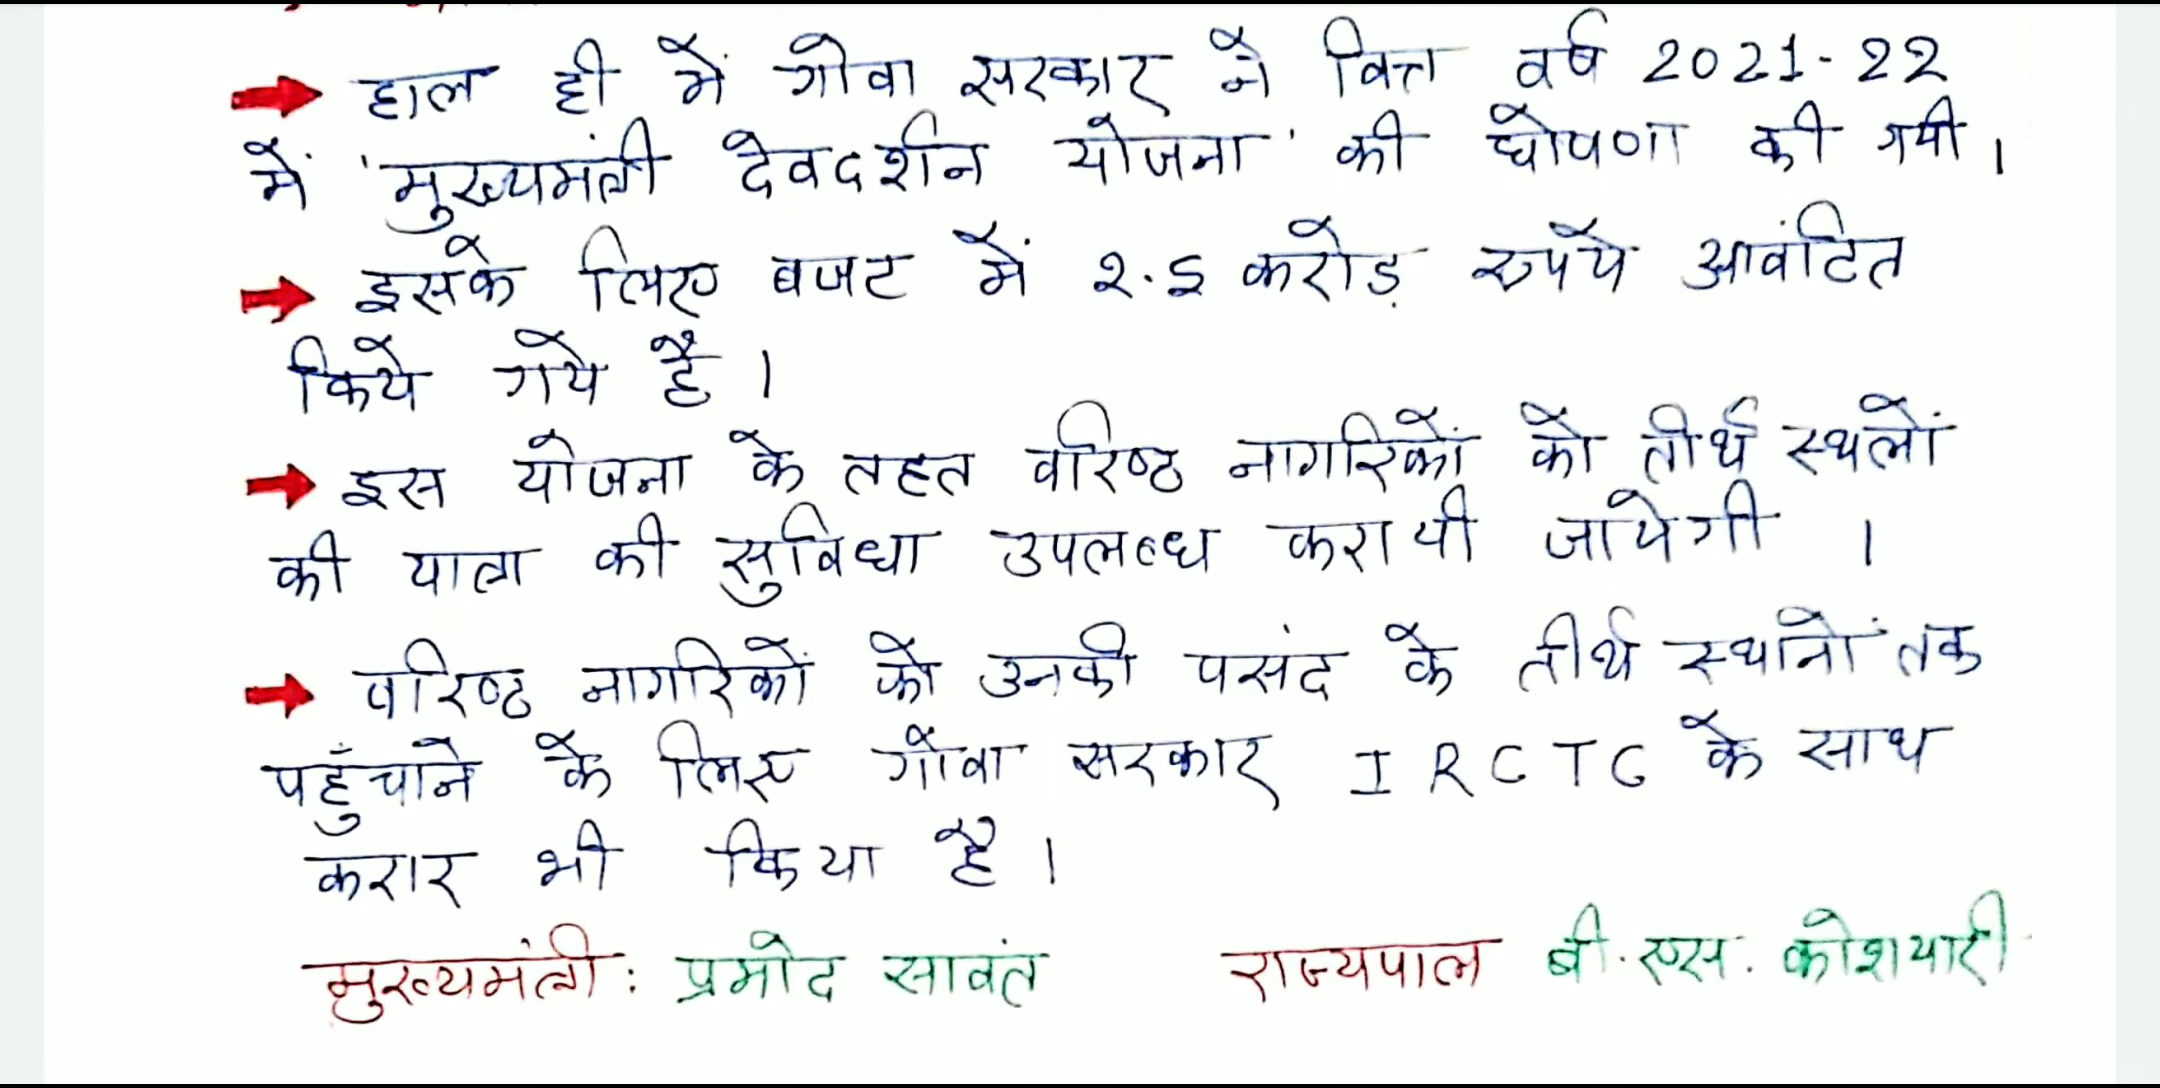 ➡ हाल ही में गोवा सरकार ने वित्त वर्ष 2021-22
में 'मुख्यमंत्री देवदर्शन योजना' की घोषणा की गयी ।
➡ इसके लिए बजट में 2.5 करोड़ रुपये आवंटित
किये गये है ।
➡ इस योजना के तहत वरिष्ठ नागरिकों को तीर्थ स्थलों
की यात्रा की सुविधा उपलब्ध करायी जायेगी ।
➡ वरिष्ठ नागरिकों को उनकी पसंद के तीर्थ स्थानों तक
पहुँचाने के लिए गोवा सरकार IRCTC के साथ
करार भी किया है ।
मुख्यमंत्री: प्रमोद सावंत राज्यपाल बी.एस. कोशयारी